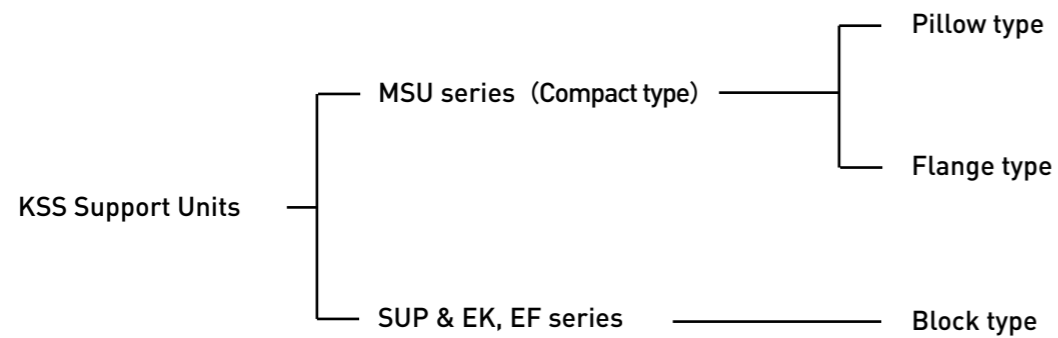 Pillow type
MSU series（Compact type）
Flange type
KSS Support Units
SUP & EK, EF series
Block type